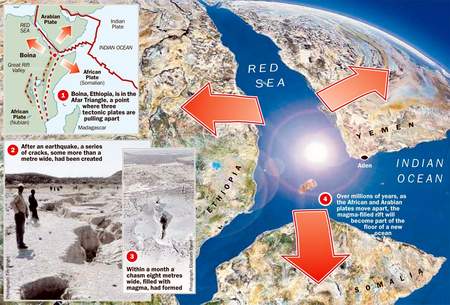 RED
SEA
Arabian
Plate
Indian
Plate
INDIAN OCEAN
Boina
Great Rift
Valley
African
Plate
(Somalian)
African
Plate
(Nubian)
Madagascar
1 Boina, Ethiopia, is in the
Afar Triangle, a point
where three
tectonic plates are
pulling apart
2 After an earthquake, a series
of cracks, some more than a
metre wide, had been created
3
Within a month a
chasm eight metres
wide, filled with
magma, had formed
RED
SEA
YEMEN
Aden
INDIAN
OCEAN
ETHIOPIA
4 Over millions of years, as
the African and Arabian
plates move apart, the
magma-filled rift will
become part of the
floor of a new
ocean
SOMALIA